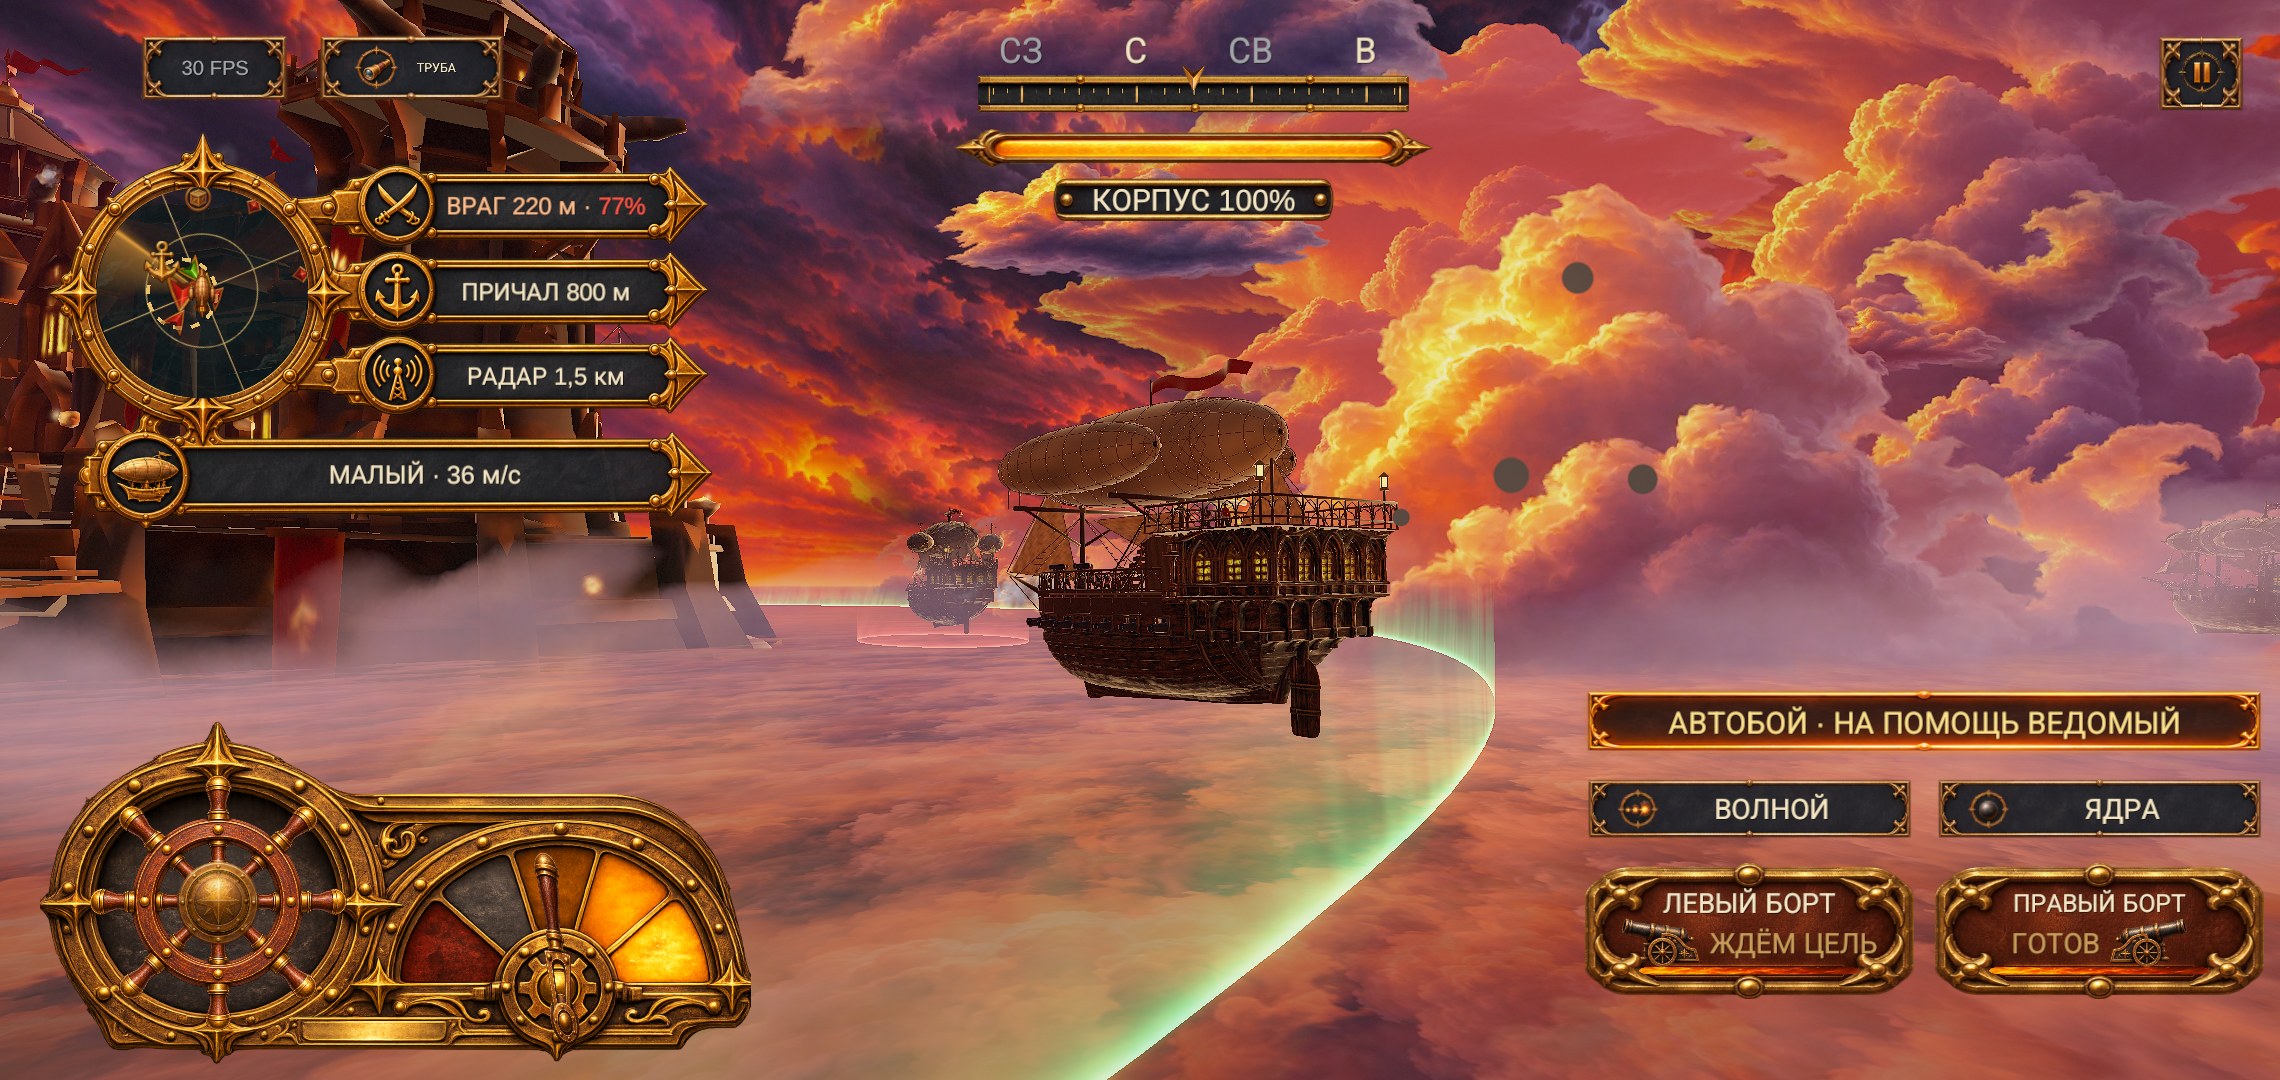 30 FPS
ТРУБА
СЗ С СВ В
КОРПУС 100%
ВРАГ 220 м · 77%
ПРИЧАЛ 800 м
РАДАР 1,5 км
МАЛЫЙ · 36 м/с
АВТОБОЙ · НА ПОМОЩЬ ВЕДОМЫЙ
ВОЛНОЙ
ЯДРА
ЛЕВЫЙ БОРТ
ЖДЁМ ЦЕЛЬ
ПРАВЫЙ БОРТ
ГОТОВ